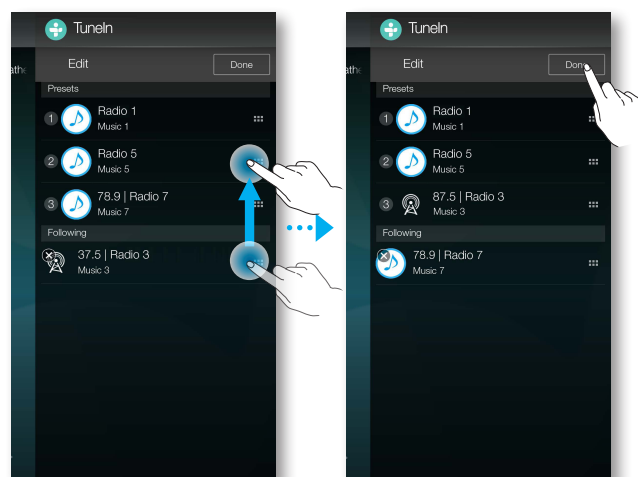 TuneIn
Edit Done
Presets
1 Radio 1
Music 1
2 Radio 5
Music 5
3 78.9 | Radio 7
Music 7
Following
37.5 | Radio 3
Music 3
TuneIn
Edit Don
Presets
1 Radio 1
Music 1
2 Radio 5
Music 5
3 87.5 | Radio 3
Music 3
Following
78.9 | Radio 7
Music 7